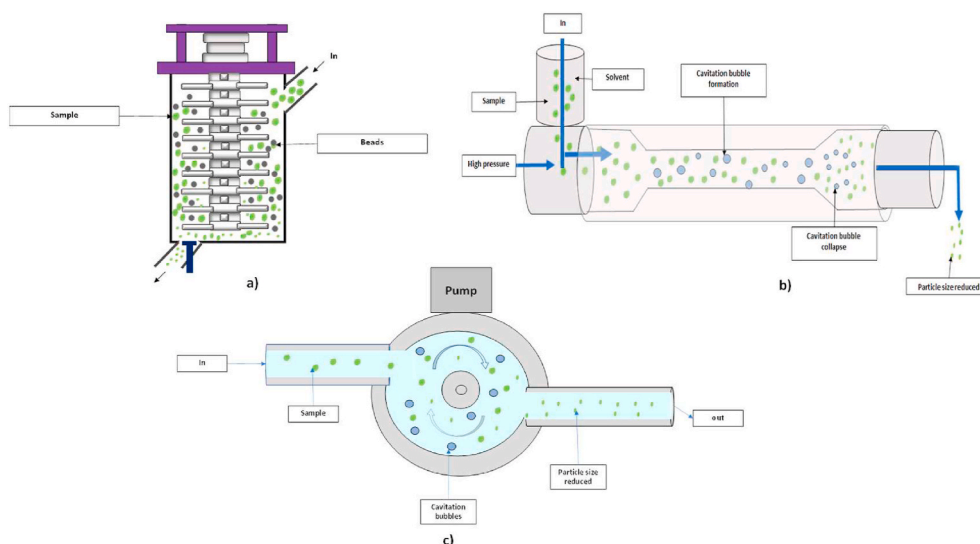 In
Sample
Beads
a)
In
Solvent
Sample
High pressure
Cavitation bubble
formation
Cavitation bubble
collapse
Particle size reduced
b)
Pump
In
Sample
out
Particle size
reduced
Cavitation
bubbles
c)